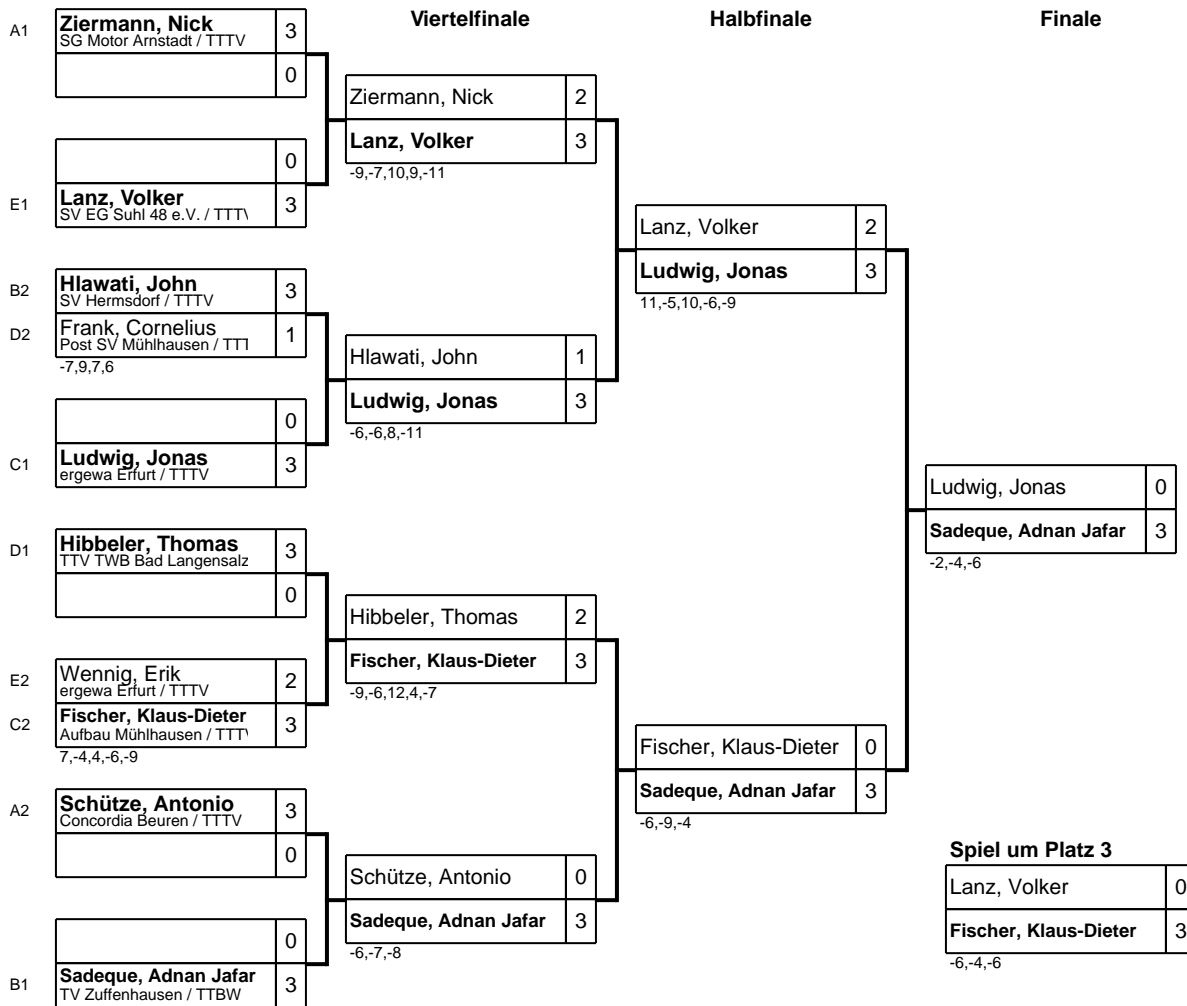 Viertelfinale
Halbfinale
Finale
A1
Ziermann, Nick
SG Motor Arnstadt / TTTV
3
0
0
E1
Lanz, Volker
SV EG Suhl 48 e.V. / TTT\
3
B2
Hlawati, John
SV Hermsdorf / TTTV
3
D2
Frank, Cornelius
Post SV Mühlhausen / TTT
1
-7,9,7,6
0
C1
Ludwig, Jonas
ergewa Erfurt / TTTV
3
D1
Hibbeler, Thomas
TTV TWB Bad Langensalz
3
0
E2
Wennig, Erik
ergewa Erfurt / TTTV
2
C2
Fischer, Klaus-Dieter
Aufbau Mühlhausen / TTT\
3
7,-4,4,-6,-9
A2
Schütze, Antonio
Concordia Beuren / TTTV
3
0
0
B1
Sadeque, Adnan Jafar
TV Zuffenhausen / TTBW
3
Ziermann, Nick 2
Lanz, Volker 3
-9,-7,10,9,-11
Hlawati, John 1
Ludwig, Jonas 3
-6,-6,8,-11
Hibbeler, Thomas 2
Fischer, Klaus-Dieter 3
-9,-6,12,4,-7
Schütze, Antonio 0
Sadeque, Adnan Jafar 3
-6,-7,-8
Lanz, Volker 2
Ludwig, Jonas 3
11,-5,10,-6,-9
Fischer, Klaus-Dieter 0
Sadeque, Adnan Jafar 3
-6,-9,-4
Ludwig, Jonas 0
Sadeque, Adnan Jafar 3
-2,-4,-6
Spiel um Platz 3
Lanz, Volker 0
Fischer, Klaus-Dieter 3
-6,-4,-6